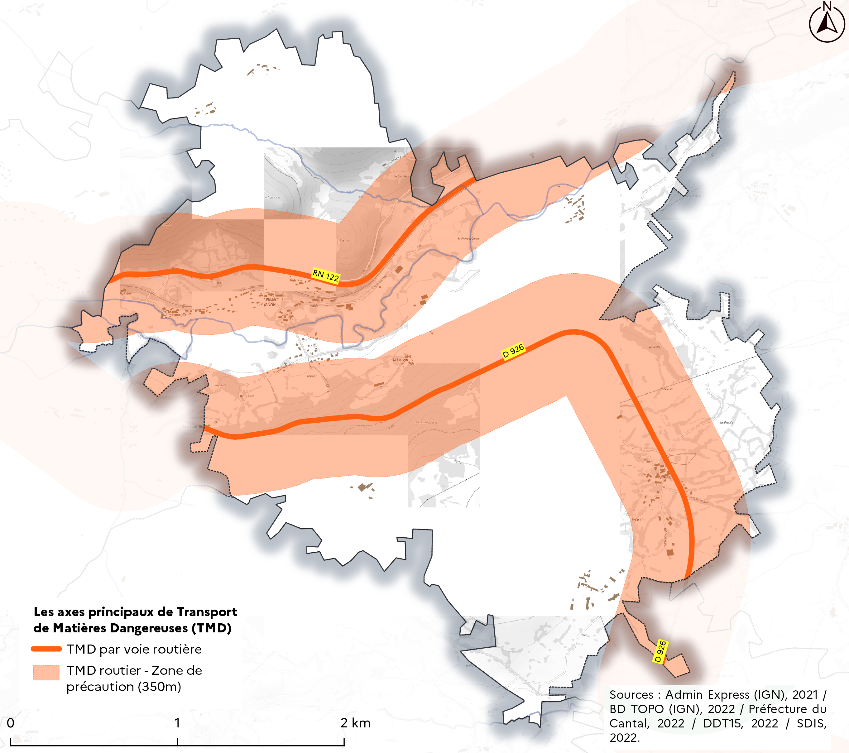 N
RN 122
D 926
D 926
Les axes principaux de Transport
de Matières Dangereuses (TMD)
TMD par voie routière
TMD routier - Zone de
précaution (350m)
0 1 2 km
Sources : Admin Express (IGN), 2021 /
BD TOPO (IGN), 2022 / Préfecture du
Cantal, 2022 / DDT15, 2022 / SDIS,
2022.